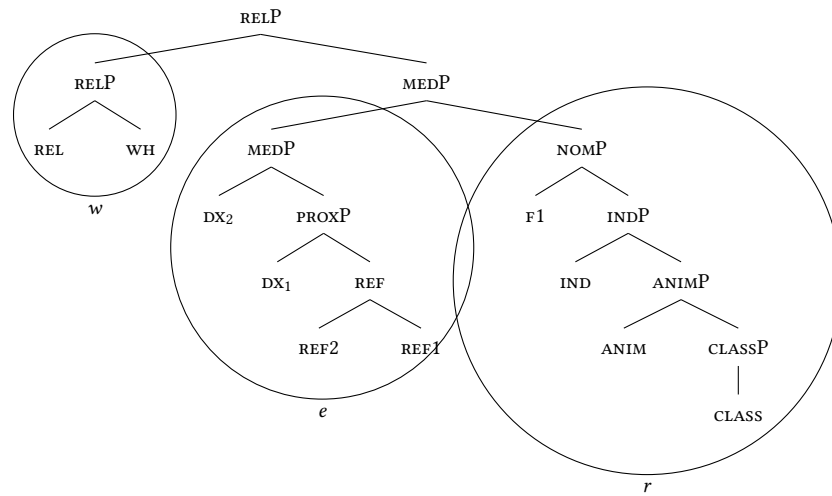 RELP
RELP MEDP
REL WH MEDP NOMP
w DX₂ PROXP F1 INDP
DX₁ REF IND ANIMP
REF2 REF1 ANIM CLASSP
e CLASS
r